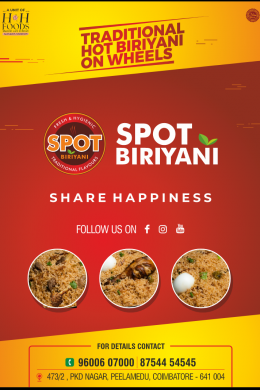 A UNIT OF
H H
FOODS
TRADITIONAL
HOT BIRIYANI
ON WHEELS
FRESH & HYGIENIC
SPOT
BIRIYANI
TRADITIONAL FLAVOURS
SPOT
BIRIYANI
SHARE HAPPINESS
FOLLOW US ON
FOR DETAILS CONTACT
96006 07000 | 87544 54545
473/2 , PKD NAGAR, PEELAMEDU, COIMBATORE - 641 004